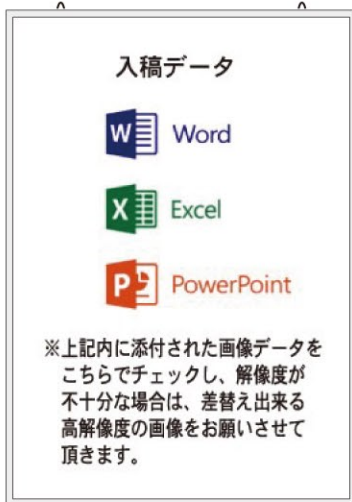 入稿データ
W Word
X Excel
P PowerPoint
※上記内に添付された画像データを
こちらでチェックし、解像度が
不十分な場合は、差替え出来る
高解像度の画像をお願いさせて
頂きます。